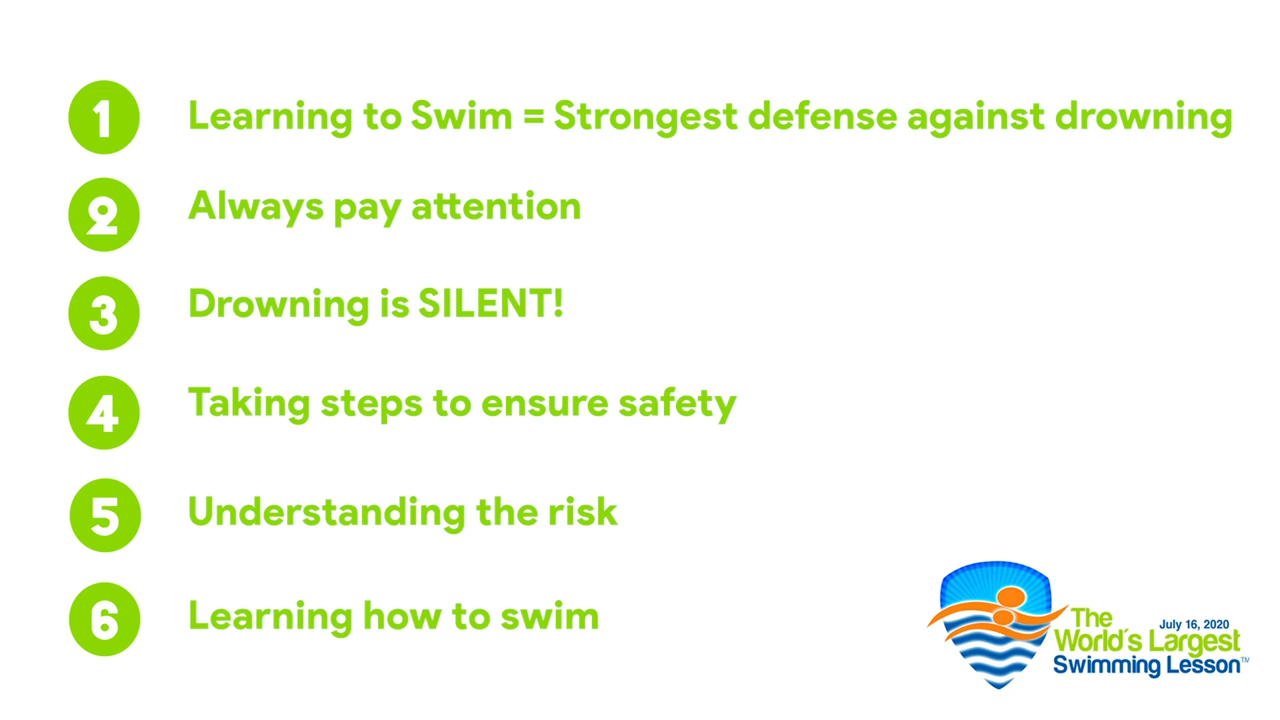 1 Learning to Swim = Strongest defense against drowning
2 Always pay attention
3 Drowning is SILENT!
4 Taking steps to ensure safety
5 Understanding the risk
6 Learning how to swim
The July 16, 2020
World´s Largest
Swimming Lesson™